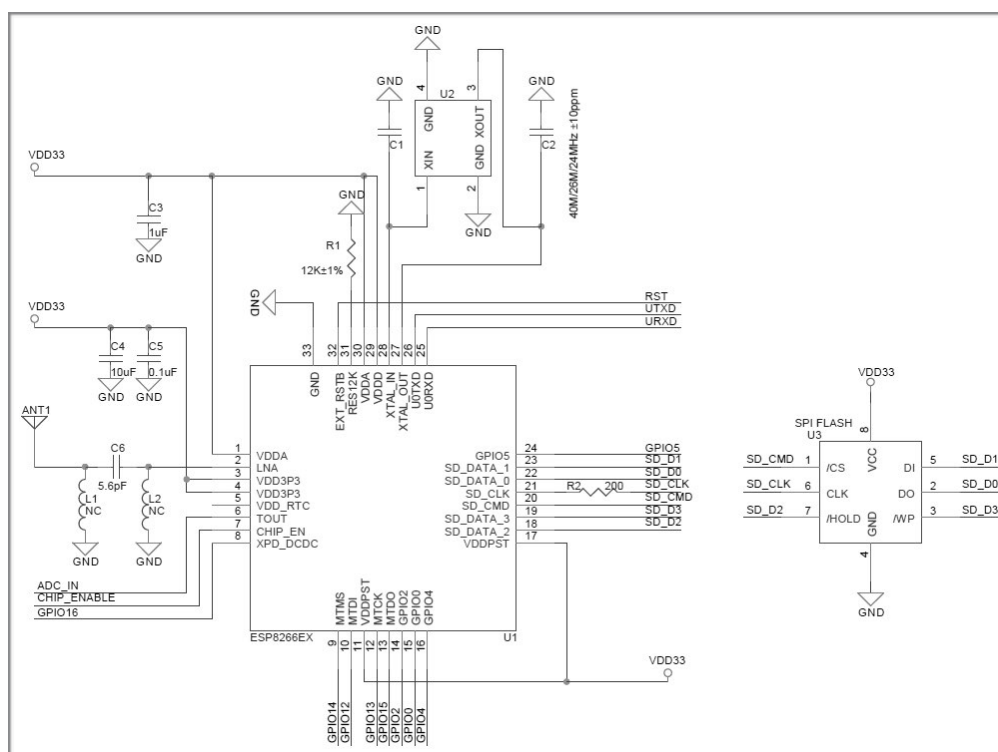 GND
4
3
GND
U2
GND
C1
GND
XOUT
XIN
GND
C2
1
2
GND
40M/26M/24MHz ±10ppm
VDD33
C3
1uF
GND
GND
R1
12K±1%
GND
VDD33
C4
10uF
GND
C5
0.1uF
GND
RST
UTXD
URXD
33
32
31
30
29
28
27
26
25
GND
EXT_RSTB
RES12K
VDDA
VDDD
XTAL_IN
XTAL_OUT
U0TXD
U0RXD
ANT1
C6
5.6pF
L1
NC
GND
L2
NC
GND
1 VDDA
2 LNA
3 VDD3P3
4 VDD3P3
5 VDD_RTC
6 TOUT
7 CHIP_EN
8 XPD_DCDC
ADC_IN
CHIP_ENABLE
GPIO16
GPIO5 24 GPIO5
SD_DATA_1 23 SD_D1
SD_DATA_0 22 SD_D0
SD_CLK 21 R2 200 SD_CLK
SD_CMD 20 SD_CMD
SD_DATA_3 19 SD_D3
SD_DATA_2 18 SD_D2
VDDPST 17
MTMS
MTDI
VDDPST
MTCK
MTDO
GPIO2
GPIO0
GPIO4
ESP8266EX
U1
9
10
11
12
13
14
15
16
GPIO14
GPIO12
GPIO13
GPIO15
GPIO2
GPIO0
GPIO4
VDD33
VDD33
SPI FLASH
U3
8
VCC
SD_CMD 1 /CS
SD_CLK 6 CLK
SD_D2 7 /HOLD
DI 5 SD_D1
DO 2 SD_D0
/WP 3 SD_D3
GND
4
GND